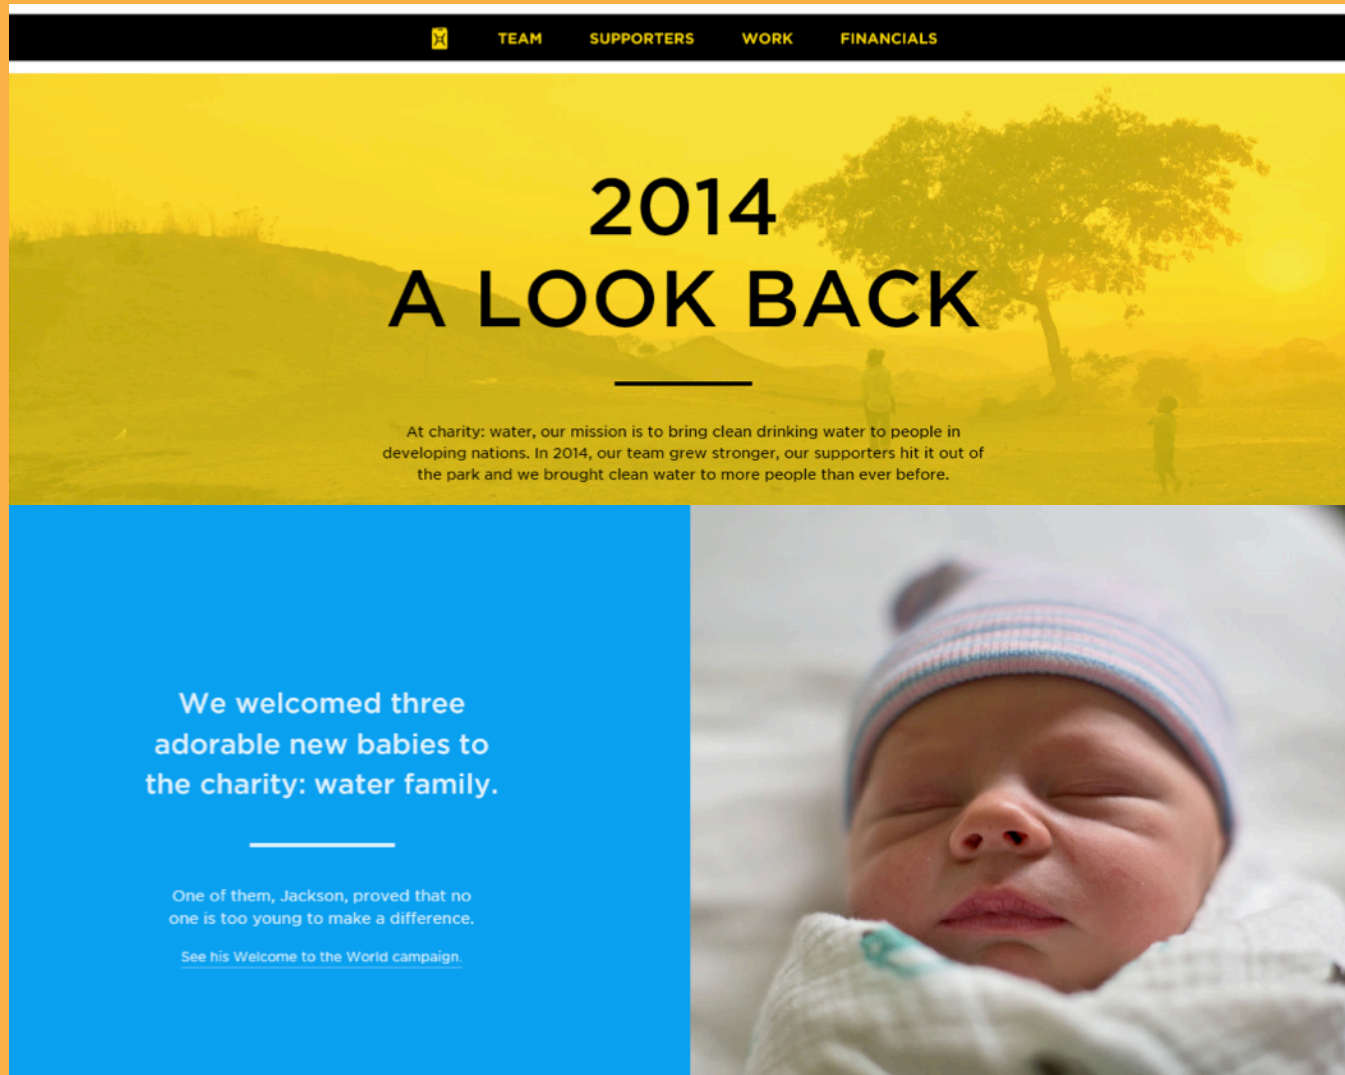 TEAM SUPPORTERS WORK FINANCIALS
2014
A LOOK BACK
At charity: water, our mission is to bring clean drinking water to people in
developing nations. In 2014, our team grew stronger, our supporters hit it out of
the park and we brought clean water to more people than ever before.
We welcomed three
adorable new babies to
the charity: water family.
One of them, Jackson, proved that no
one is too young to make a difference.
See his Welcome to the World campaign.